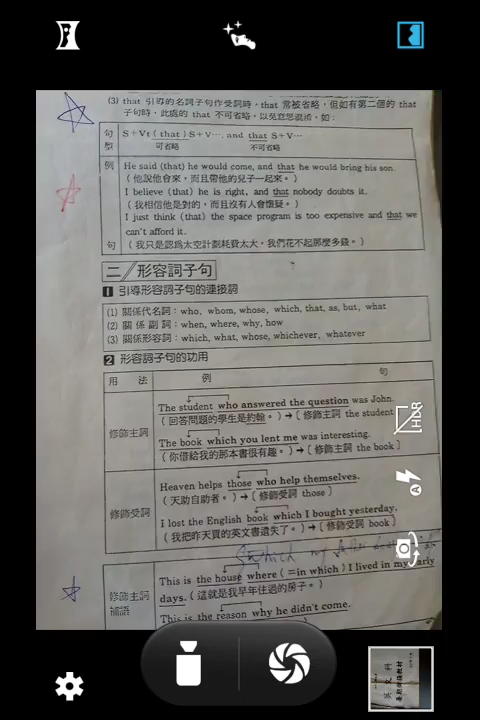 (3) that 引導的名詞子句作受詞時，that 常被省略，但如有第二個的 that
子句時，此處的 that 不可省略，以免意思混淆，如：
句型
S+Vt (that) S+V…, and that S+V…
可省略 不可省略
例
He said (that) he would come, and that he would bring his son.
（他說他會來，而且帶他的兒子一起來。）
I believe (that) he is right, and that nobody doubts it.
（我相信他是對的，而且沒有人會懷疑。）
I just think (that) the space program is too expensive and that we
can't afford it.
句
（我只是認為太空計劃耗費太大，我們花不起那麼多錢。）
二／形容詞子句
1 引導形容詞子句的連接詞
(1) 關係代名詞：who, whom, whose, which, that, as, but, what
(2) 關係副詞：when, where, why, how
(3) 關係形容詞：which, what, whose, whichever, whatever
2 形容詞子句的功用
用法 例句
修飾主詞
The student who answered the question was John.
（回答問題的學生是約翰。）→〔修飾主詞 the student
The book which you lent me was interesting.
（你借給我的那本書很有趣。）→〔修飾主詞 the book〕
修飾受詞
Heaven helps those who help themselves.
（天助自助者。）→〔修飾受詞 those〕
I lost the English book which I bought yesterday.
（我把昨天買的英文書遺失了。）→〔修飾受詞 book〕
修飾主詞補語
This is the house where (=in which) I lived in my early
days.（這就是我早年住過的房子。）
This is the reason why he didn't come.
HDR
A
英文科